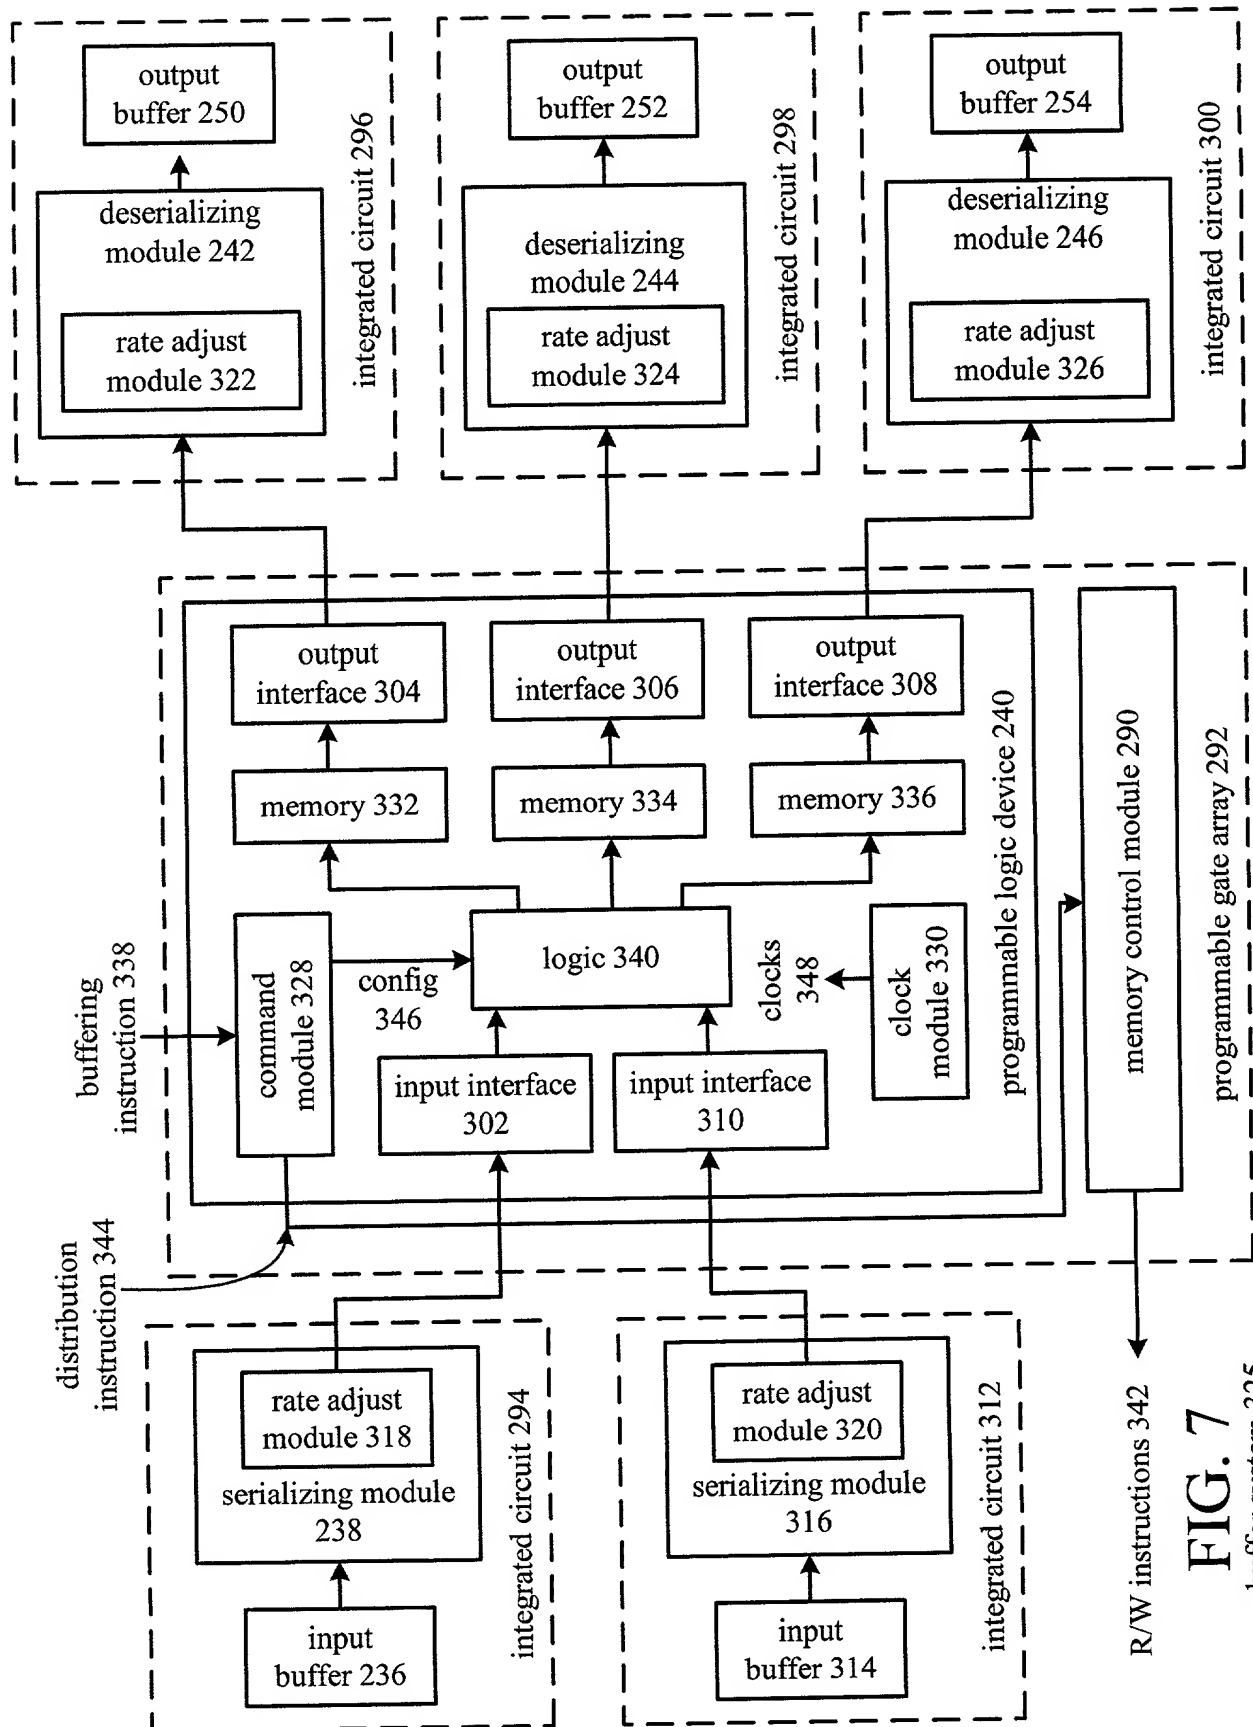 output
buffer 250
deserializing
module 242
rate adjust
module 322
integrated circuit 296
output
buffer 252
deserializing
module 244
rate adjust
module 324
integrated circuit 298
output
buffer 254
deserializing
module 246
rate adjust
module 326
integrated circuit 300
output
interface 304
output
interface 306
output
interface 308
memory 332
memory 334
memory 336
buffering
instruction 338
command
module 328
config
346
logic 340
clocks
348
clock
module 330
input interface
302
input interface
310
programmable logic device 240
memory control module 290
programmable gate array 292
distribution
instruction 344
rate adjust
module 318
serializing module
238
input
buffer 236
integrated circuit 294
rate adjust
module 320
serializing module
316
input
buffer 314
integrated circuit 312
R/W instructions 342
FIG. 7